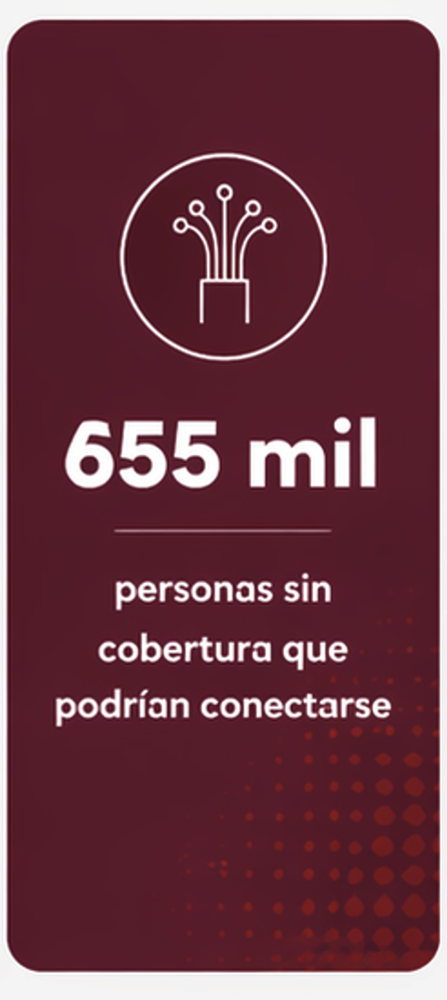 655 mil
personas sin
cobertura que
podrían conectarse